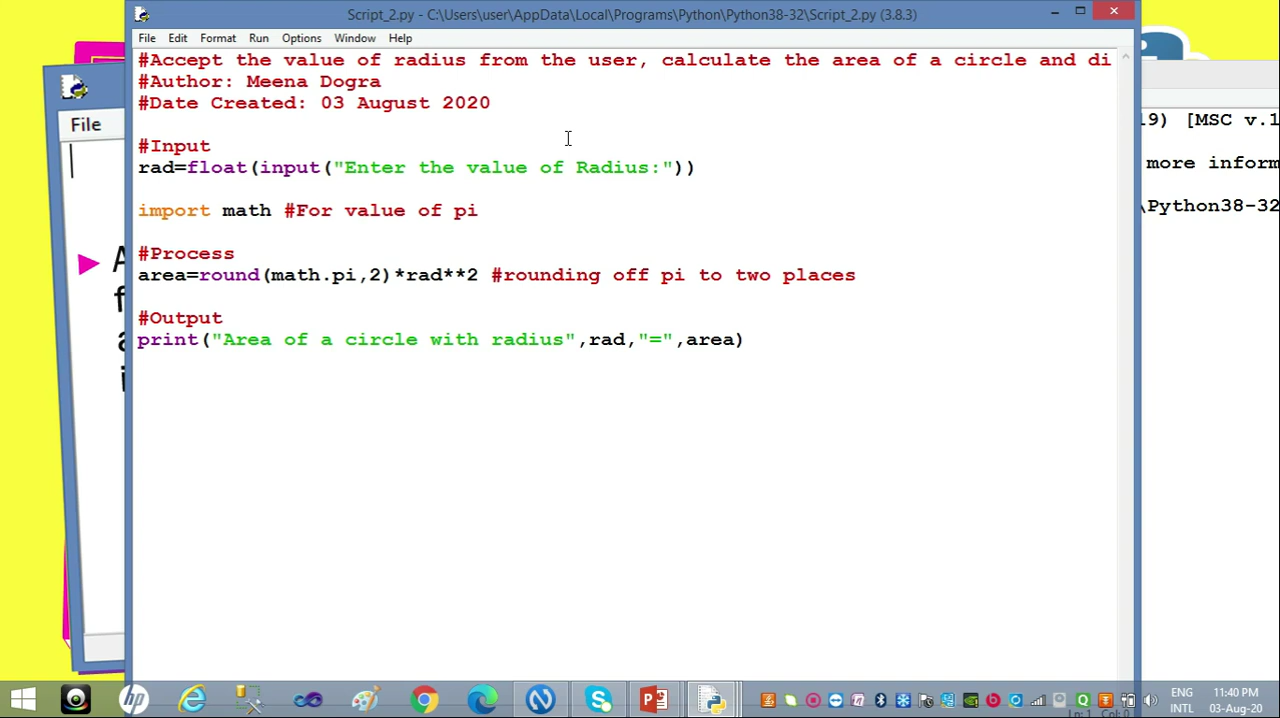 Script_2.py - C:\Users\user\AppData\Local\Programs\Python\Python38-32\Script_2.py (3.8.3)
File Edit Format Run Options Window Help
#Accept the value of radius from the user, calculate the area of a circle and di
#Author: Meena Dogra
#Date Created: 03 August 2020
#Input
rad=float(input("Enter the value of Radius:"))
import math #For value of pi
#Process
area=round(math.pi,2)*rad**2 #rounding off pi to two places
#Output
print("Area of a circle with radius",rad,"=",area)
File
19) [MSC v.1
more inform
\Python38-32
ENG
INTL
11:40 PM
03-Aug-20